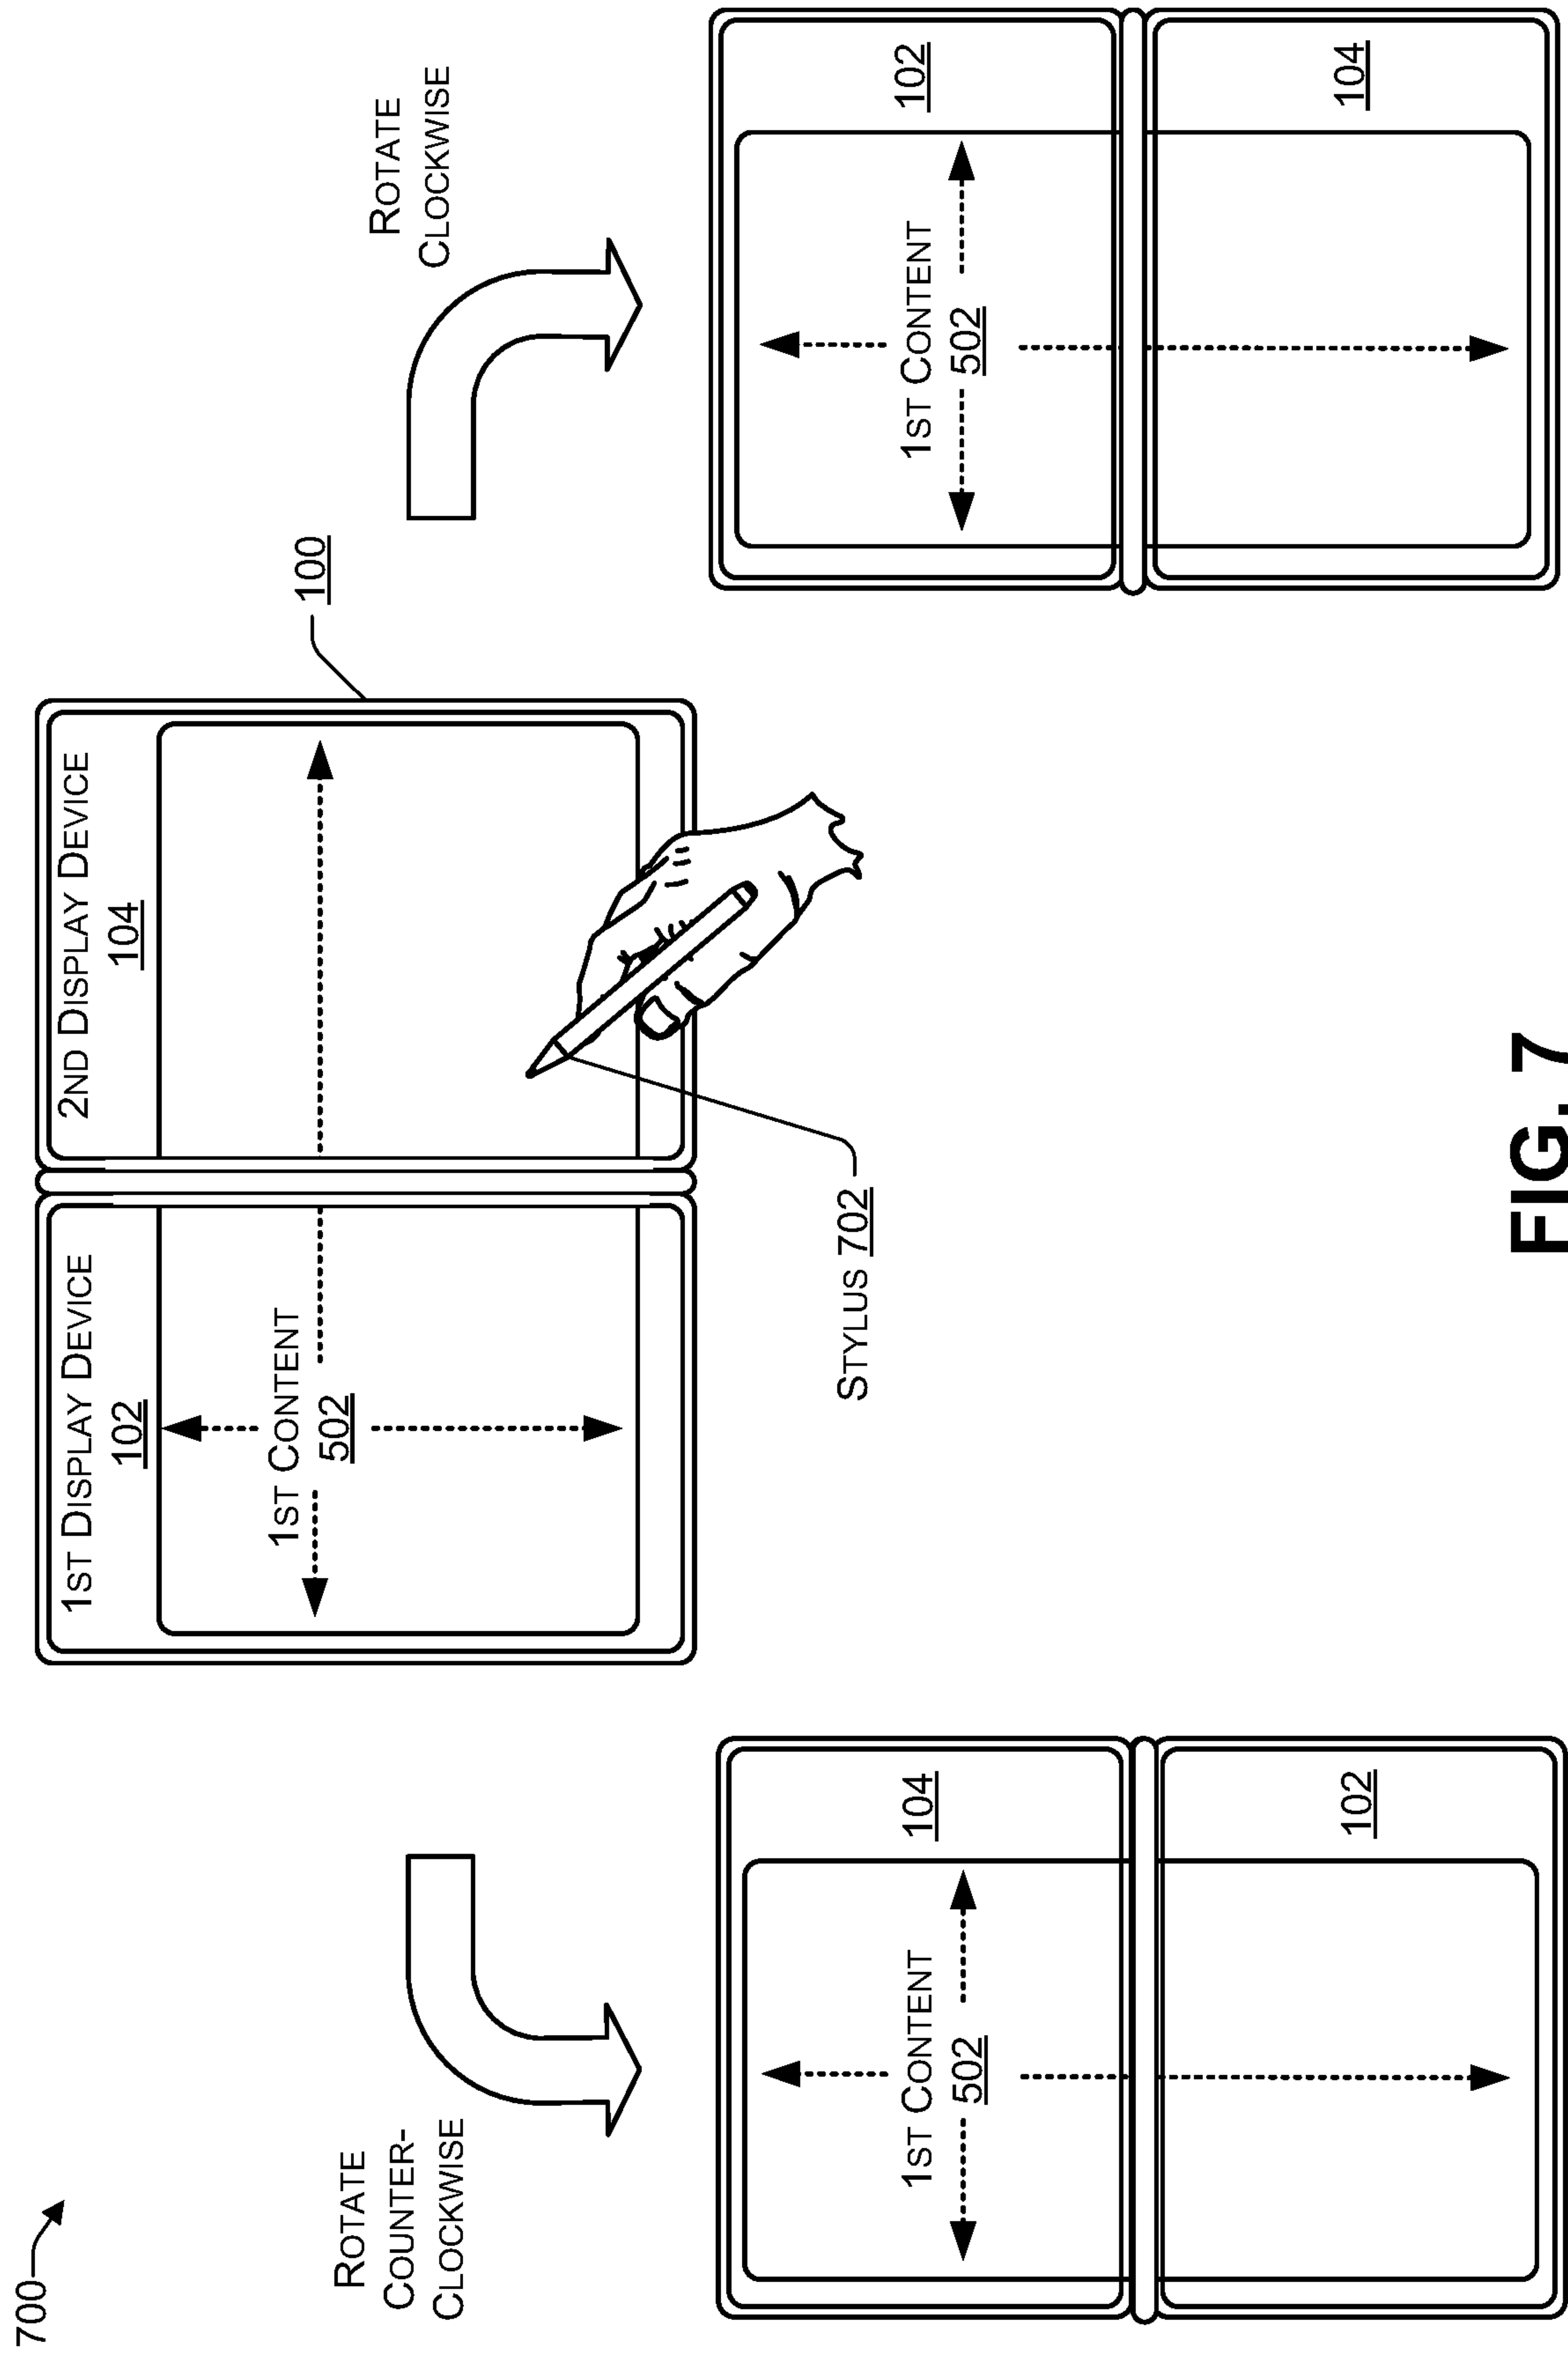 700
1ST DISPLAY DEVICE
102
2ND DISPLAY DEVICE
104
100
1ST CONTENT
502
STYLUS 702
ROTATE
COUNTER-
CLOCKWISE
ROTATE
CLOCKWISE
104
1ST CONTENT
502
102
102
1ST CONTENT
502
104
FIG. 7